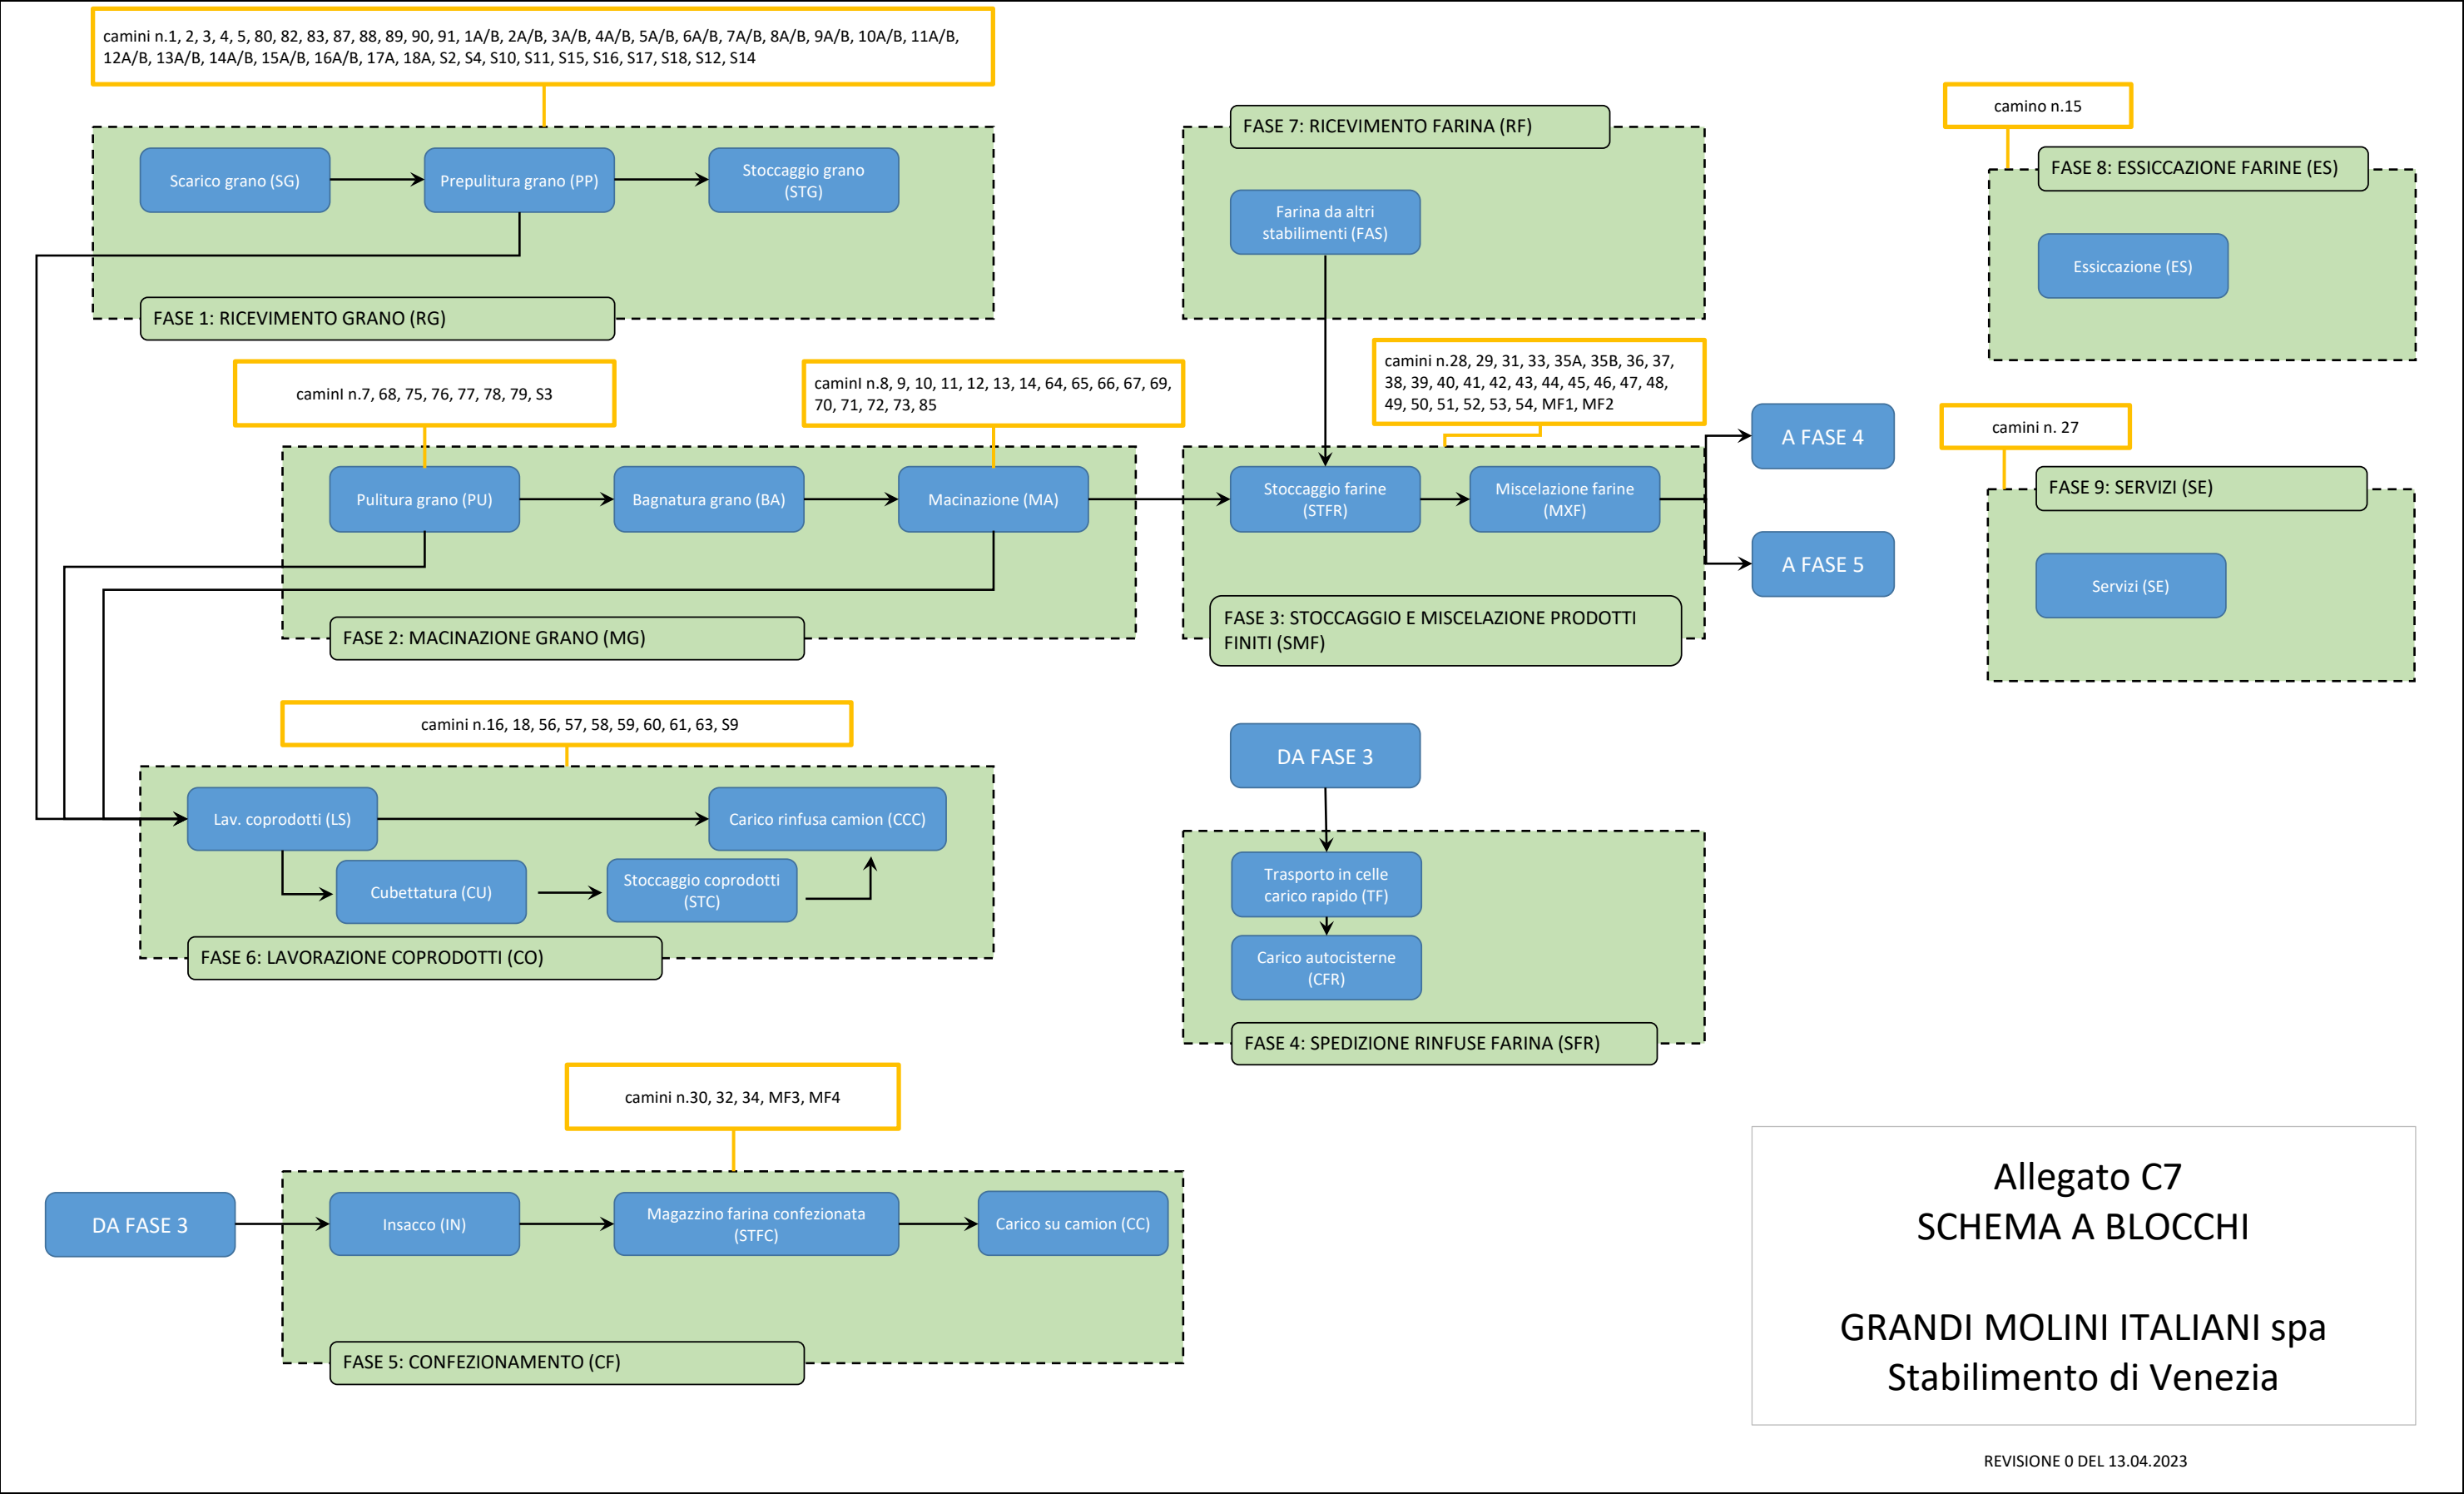 camini n.1, 2, 3, 4, 5, 80, 82, 83, 87, 88, 89, 90, 91, 1A/B, 2A/B, 3A/B, 4A/B, 5A/B, 6A/B, 7A/B, 8A/B, 9A/B, 10A/B, 11A/B,
12A/B, 13A/B, 14A/B, 15A/B, 16A/B, 17A, 18A, S2, S4, S10, S11, S15, S16, S17, S18, S12, S14
Scarico grano (SG)
Prepulitura grano (PP)
Stoccaggio grano
(STG)
FASE 1: RICEVIMENTO GRANO (RG)
FASE 7: RICEVIMENTO FARINA (RF)
Farina da altri
stabilimenti (FAS)
camino n.15
FASE 8: ESSICCAZIONE FARINE (ES)
Essiccazione (ES)
caminI n.7, 68, 75, 76, 77, 78, 79, S3
caminI n.8, 9, 10, 11, 12, 13, 14, 64, 65, 66, 67, 69,
70, 71, 72, 73, 85
Pulitura grano (PU)
Bagnatura grano (BA)
Macinazione (MA)
FASE 2: MACINAZIONE GRANO (MG)
camini n.28, 29, 31, 33, 35A, 35B, 36, 37,
38, 39, 40, 41, 42, 43, 44, 45, 46, 47, 48,
49, 50, 51, 52, 53, 54, MF1, MF2
Stoccaggio farine
(STFR)
Miscelazione farine
(MXF)
FASE 3: STOCCAGGIO E MISCELAZIONE PRODOTTI
FINITI (SMF)
A FASE 4
A FASE 5
camini n. 27
FASE 9: SERVIZI (SE)
Servizi (SE)
camini n.16, 18, 56, 57, 58, 59, 60, 61, 63, S9
Lav. coprodotti (LS)
Carico rinfusa camion (CCC)
Cubettatura (CU)
Stoccaggio coprodotti
(STC)
FASE 6: LAVORAZIONE COPRODOTTI (CO)
DA FASE 3
Trasporto in celle
carico rapido (TF)
Carico autocisterne
(CFR)
FASE 4: SPEDIZIONE RINFUSE FARINA (SFR)
camini n.30, 32, 34, MF3, MF4
DA FASE 3
Insacco (IN)
Magazzino farina confezionata
(STFC)
Carico su camion (CC)
FASE 5: CONFEZIONAMENTO (CF)
Allegato C7
SCHEMA A BLOCCHI
GRANDI MOLINI ITALIANI spa
Stabilimento di Venezia
REVISIONE 0 DEL 13.04.2023